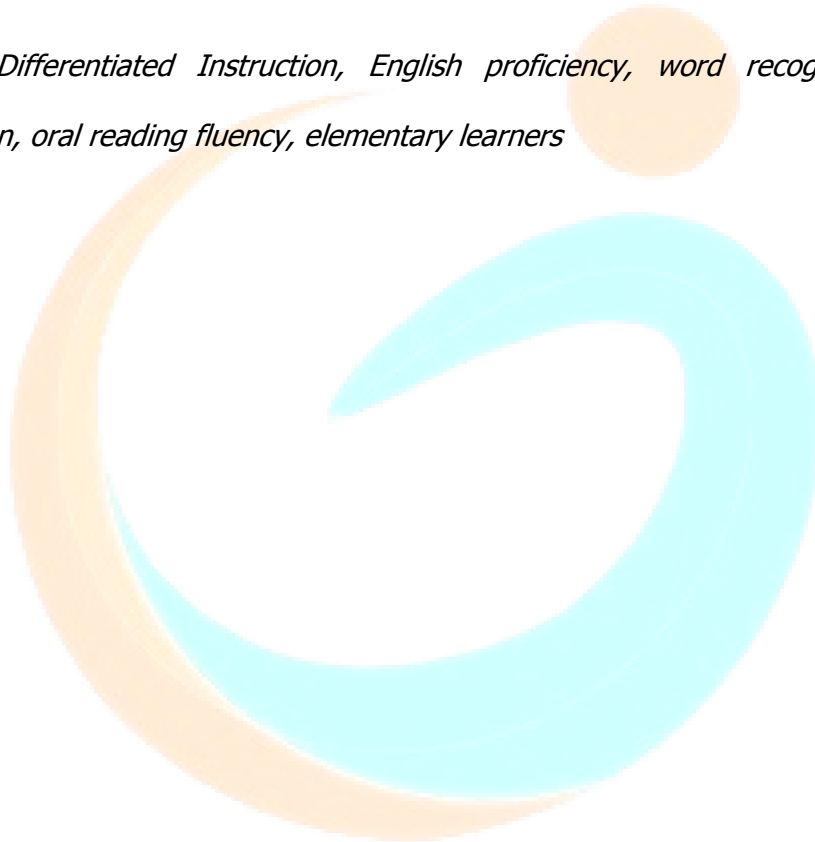 Differentiated Instruction, English proficiency, word recog
n, oral reading fluency, elementary learners